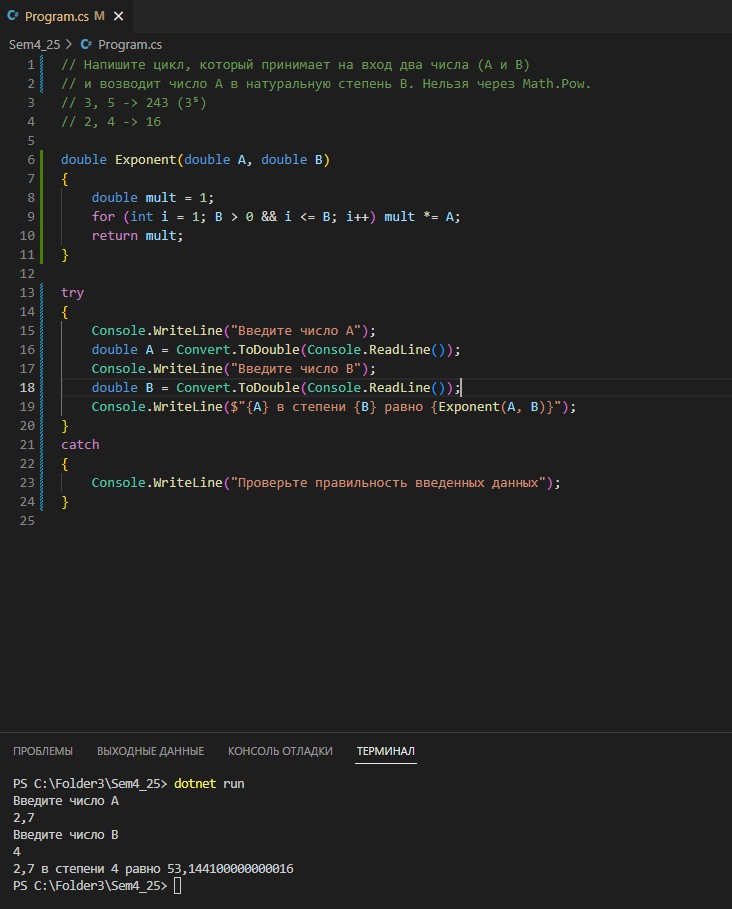 Program.cs M ×
Sem4_25 > Program.cs
1 // Напишите цикл, который принимает на вход два числа (A и B)
2 // и возводит число A в натуральную степень B. Нельзя через Math.Pow.
3 // 3, 5 -> 243 (3⁵)
4 // 2, 4 -> 16
5
6 double Exponent(double A, double B)
7 {
8 double mult = 1;
9 for (int i = 1; B > 0 && i <= B; i++) mult *= A;
10 return mult;
11 }
12
13 try
14 {
15 Console.WriteLine("Введите число A");
16 double A = Convert.ToDouble(Console.ReadLine());
17 Console.WriteLine("Введите число B");
18 double B = Convert.ToDouble(Console.ReadLine());
19 Console.WriteLine($"{A} в степени {B} равно {Exponent(A, B)}");
20 }
21 catch
22 {
23 Console.WriteLine("Проверьте правильность введенных данных");
24 }
25
ПРОБЛЕМЫ ВЫХОДНЫЕ ДАННЫЕ КОНСОЛЬ ОТЛАДКИ ТЕРМИНАЛ
PS C:\Folder3\Sem4_25> dotnet run
Введите число A
2,7
Введите число B
4
2,7 в степени 4 равно 53,144100000000016
PS C:\Folder3\Sem4_25>